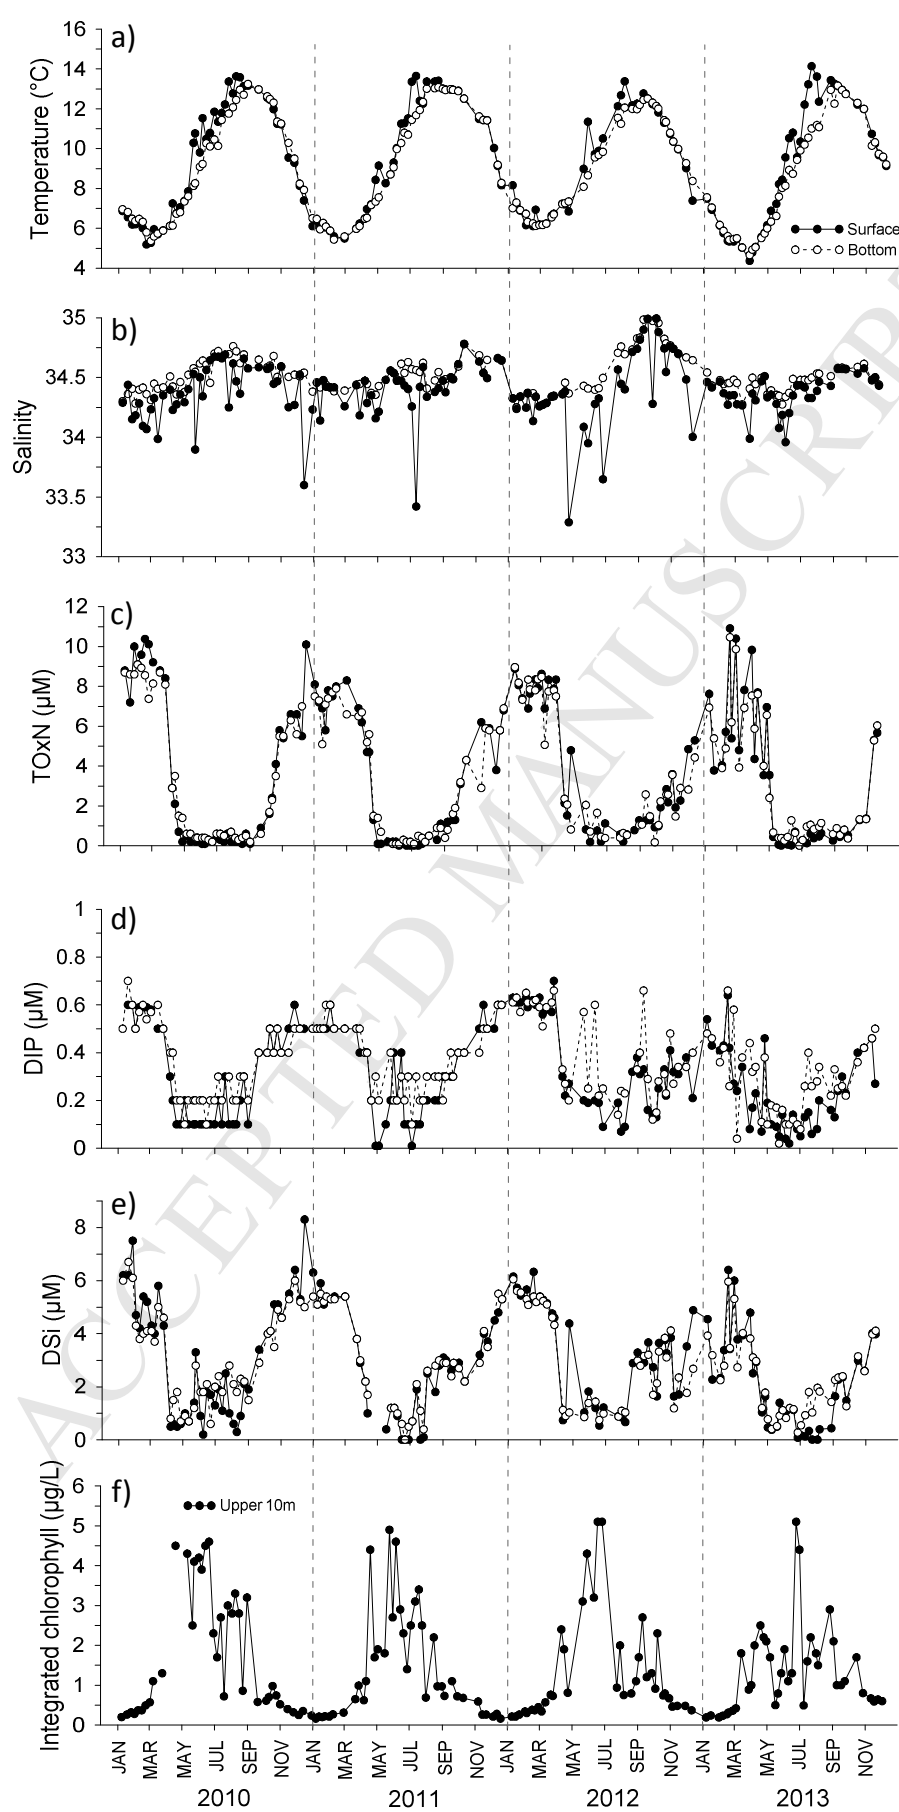 a)
Temperature (°C)
16
14
12
10
8
6
4
Surface
Bottom
b)
Salinity
35
34.5
34
33.5
33
c)
TOxN (μM)
12
10
8
6
4
2
0
d)
DIP (μM)
1
0.8
0.6
0.4
0.2
0
e)
DSi (μM)
8
6
4
2
0
f)
Integrated chlorophyll (μg/L)
6
5
4
3
2
1
0
Upper 10m
JAN MAR MAY JUL SEP NOV JAN MAR MAY JUL SEP NOV JAN MAR MAY JUL SEP NOV JAN MAR MAY JUL SEP NOV
2010 2011 2012 2013
ACCEPTED MANUSCRIPT